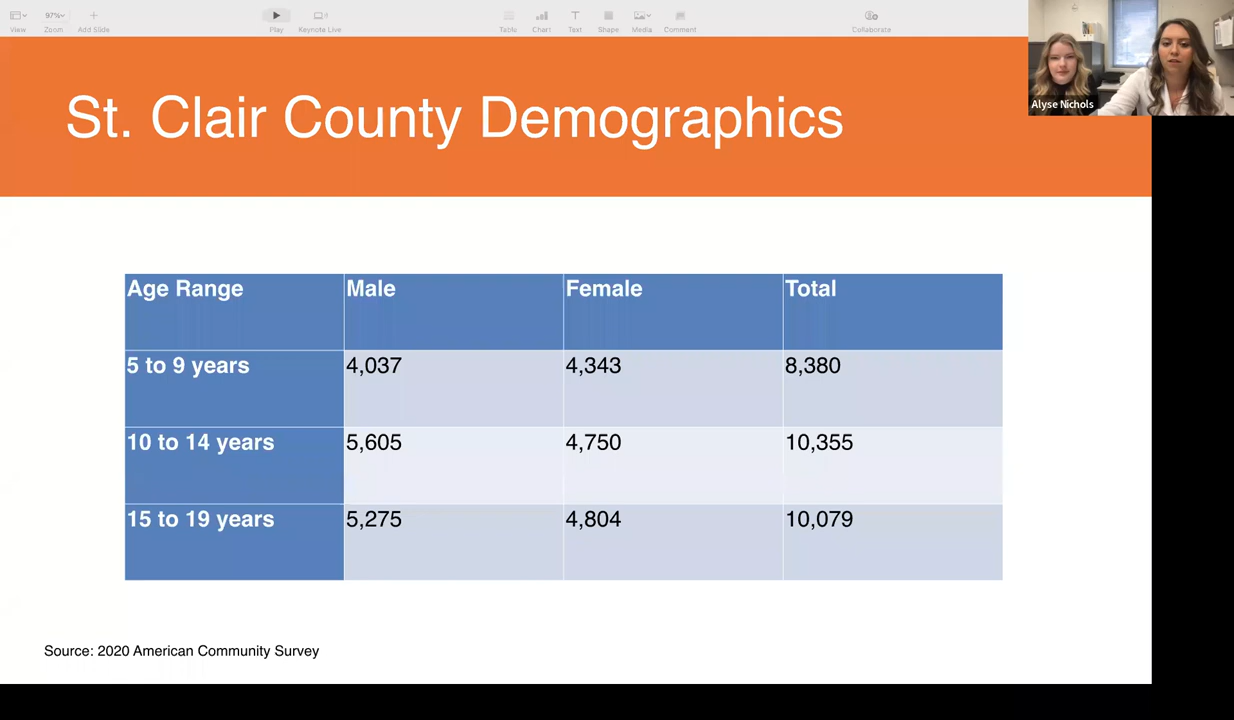 97%
View
Zoom
Add Slide
Play
Keynote Live
Table
Chart
Text
Shape
Media
Comment
Collaborate
Alyse Nichols
St. Clair County Demographics
Age Range Male Female Total
5 to 9 years 4,037 4,343 8,380
10 to 14 years 5,605 4,750 10,355
15 to 19 years 5,275 4,804 10,079
Source: 2020 American Community Survey